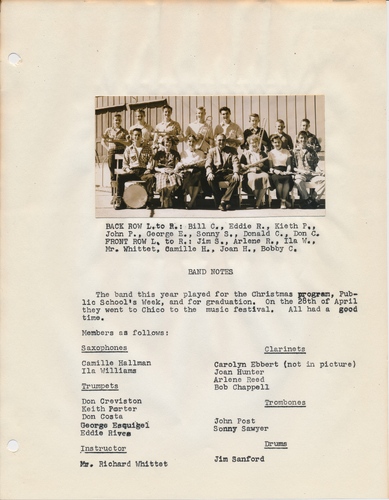 BACK ROW L.to R.: Bill C., Eddie R., Kieth P.,
John P., George E., Sonny S., Donald C., Don C.
FRONT ROW L. to R.: Jim S., Arlene R., Ila W.,
Mr. Whittet, Camille H., Joan H., Bobby C.
BAND NOTES
The band this year played for the Christmas program, Pub-
lic School's Week, and for graduation. On the 28th of April
they went to Chico to the music festival. All had a good
time.
Members as follows:
Saxophones
Camille Hallman
Ila Williams
Trumpets
Don Creviston
Keith Porter
Don Costa
George Esquigel
Eddie Rives
Instructor
Mr. Richard Whittet
Clarinets
Carolyn Ebbert (not in picture)
Joan Hunter
Arlene Reed
Bob Chappell
Trombones
John Post
Sonny Sawyer
Drums
Jim Sanford